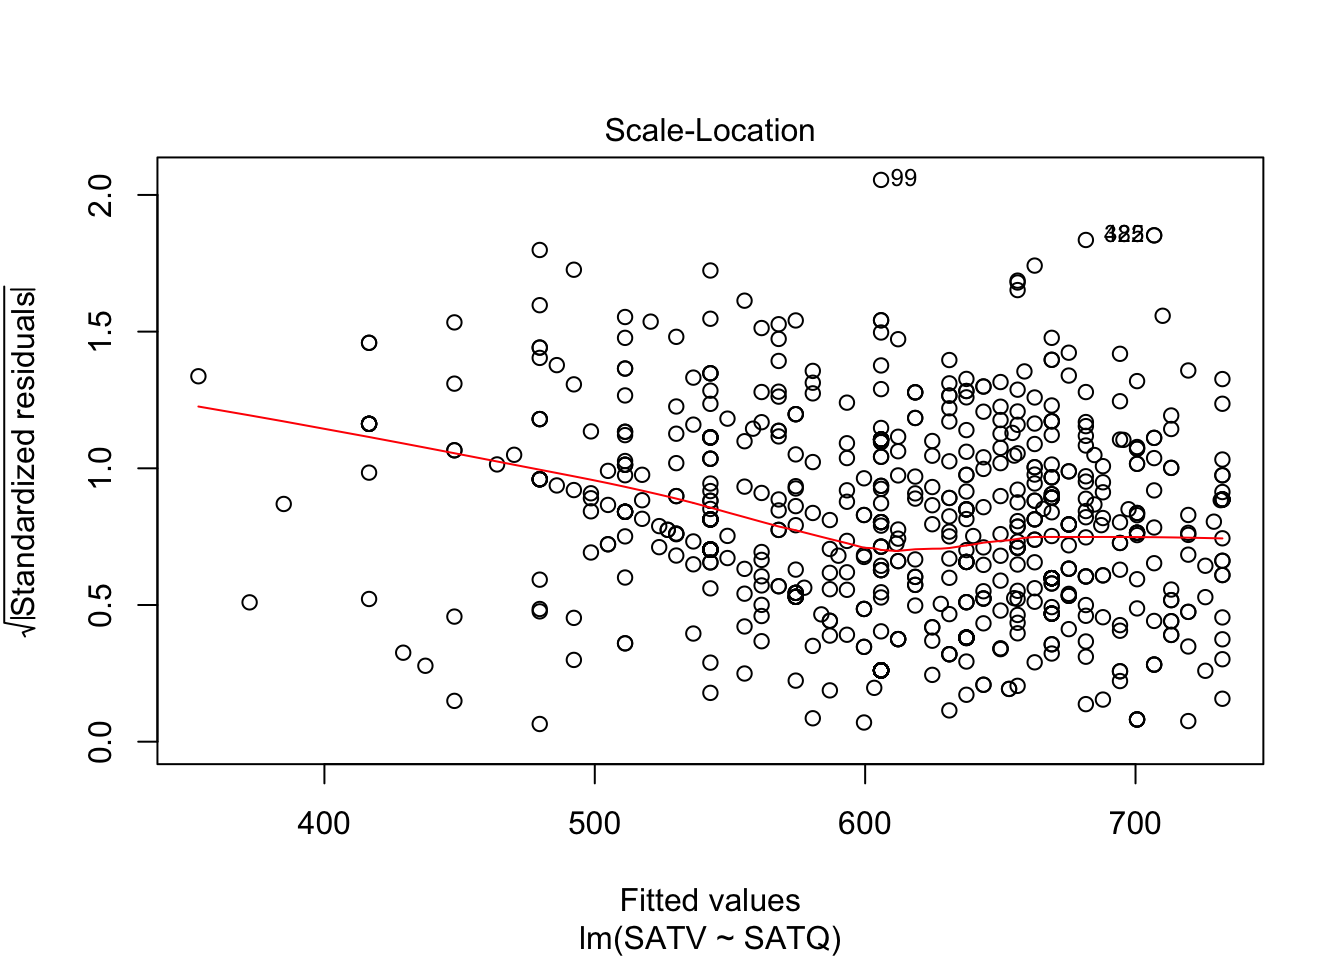 Scale-Location
√|Standardized residuals|
2.0
1.5
1.0
0.5
0.0
99
400
500
600
700
Fitted values
lm(SATV ~ SATQ)